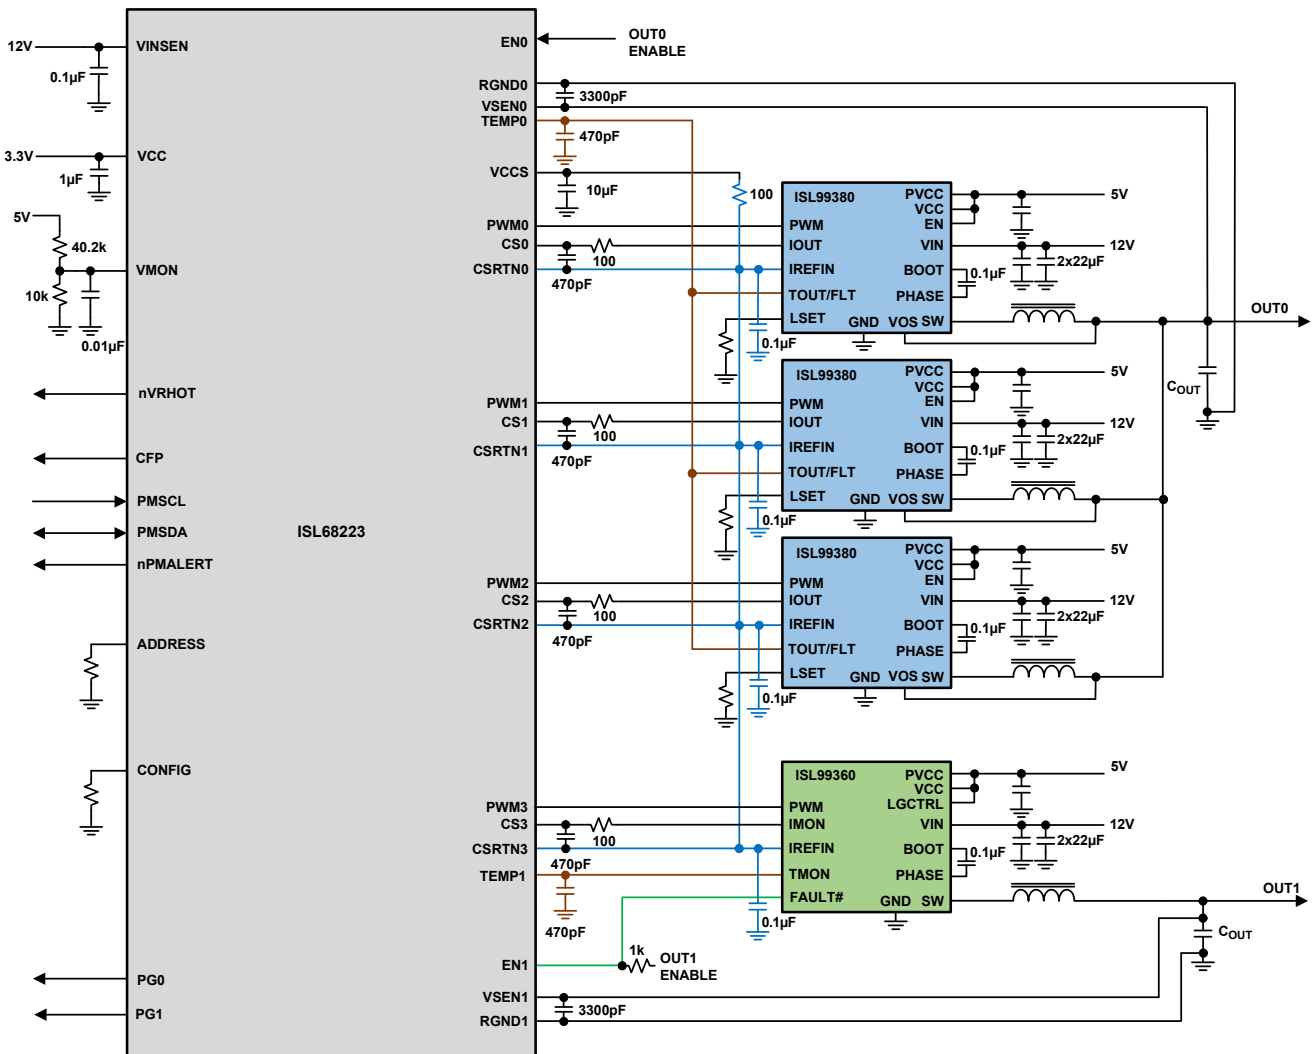 12V
VINSEN
0.1µF
3.3V
VCC
1µF
5V
40.2k
VMON
10k
0.01µF
nVRHOT
CFP
PMSCL
PMSDA
nPMALERT
ADDRESS
CONFIG
PG0
PG1
ISL68223
EN0
OUT0
ENABLE
RGND0
3300pF
VSEN0
TEMP0
470pF
VCCS
10µF
100
PWM0
CS0
100
CSRTN0
470pF
ISL99380
PVCC
VCC
EN
PWM
IOUT
VIN
IREFIN
BOOT
TOUT/FLT
PHASE
LSET
GND
VOS SW
0.1µF
5V
12V
2x22µF
0.1µF
OUT0
COUT
PWM1
CS1
100
CSRTN1
470pF
ISL99380
PVCC
VCC
EN
PWM
IOUT
VIN
IREFIN
BOOT
TOUT/FLT
PHASE
LSET
GND
VOS SW
0.1µF
5V
12V
2x22µF
0.1µF
PWM2
CS2
100
CSRTN2
470pF
ISL99380
PVCC
VCC
EN
PWM
IOUT
VIN
IREFIN
BOOT
TOUT/FLT
PHASE
LSET
GND
VOS SW
0.1µF
5V
12V
2x22µF
0.1µF
PWM3
CS3
100
CSRTN3
470pF
TEMP1
470pF
ISL99360
PVCC
VCC
LGCTRL
PWM
IMON
VIN
IREFIN
BOOT
TMON
PHASE
FAULT#
GND
SW
0.1µF
5V
12V
2x22µF
0.1µF
OUT1
COUT
EN1
1k
OUT1
ENABLE
VSEN1
3300pF
RGND1